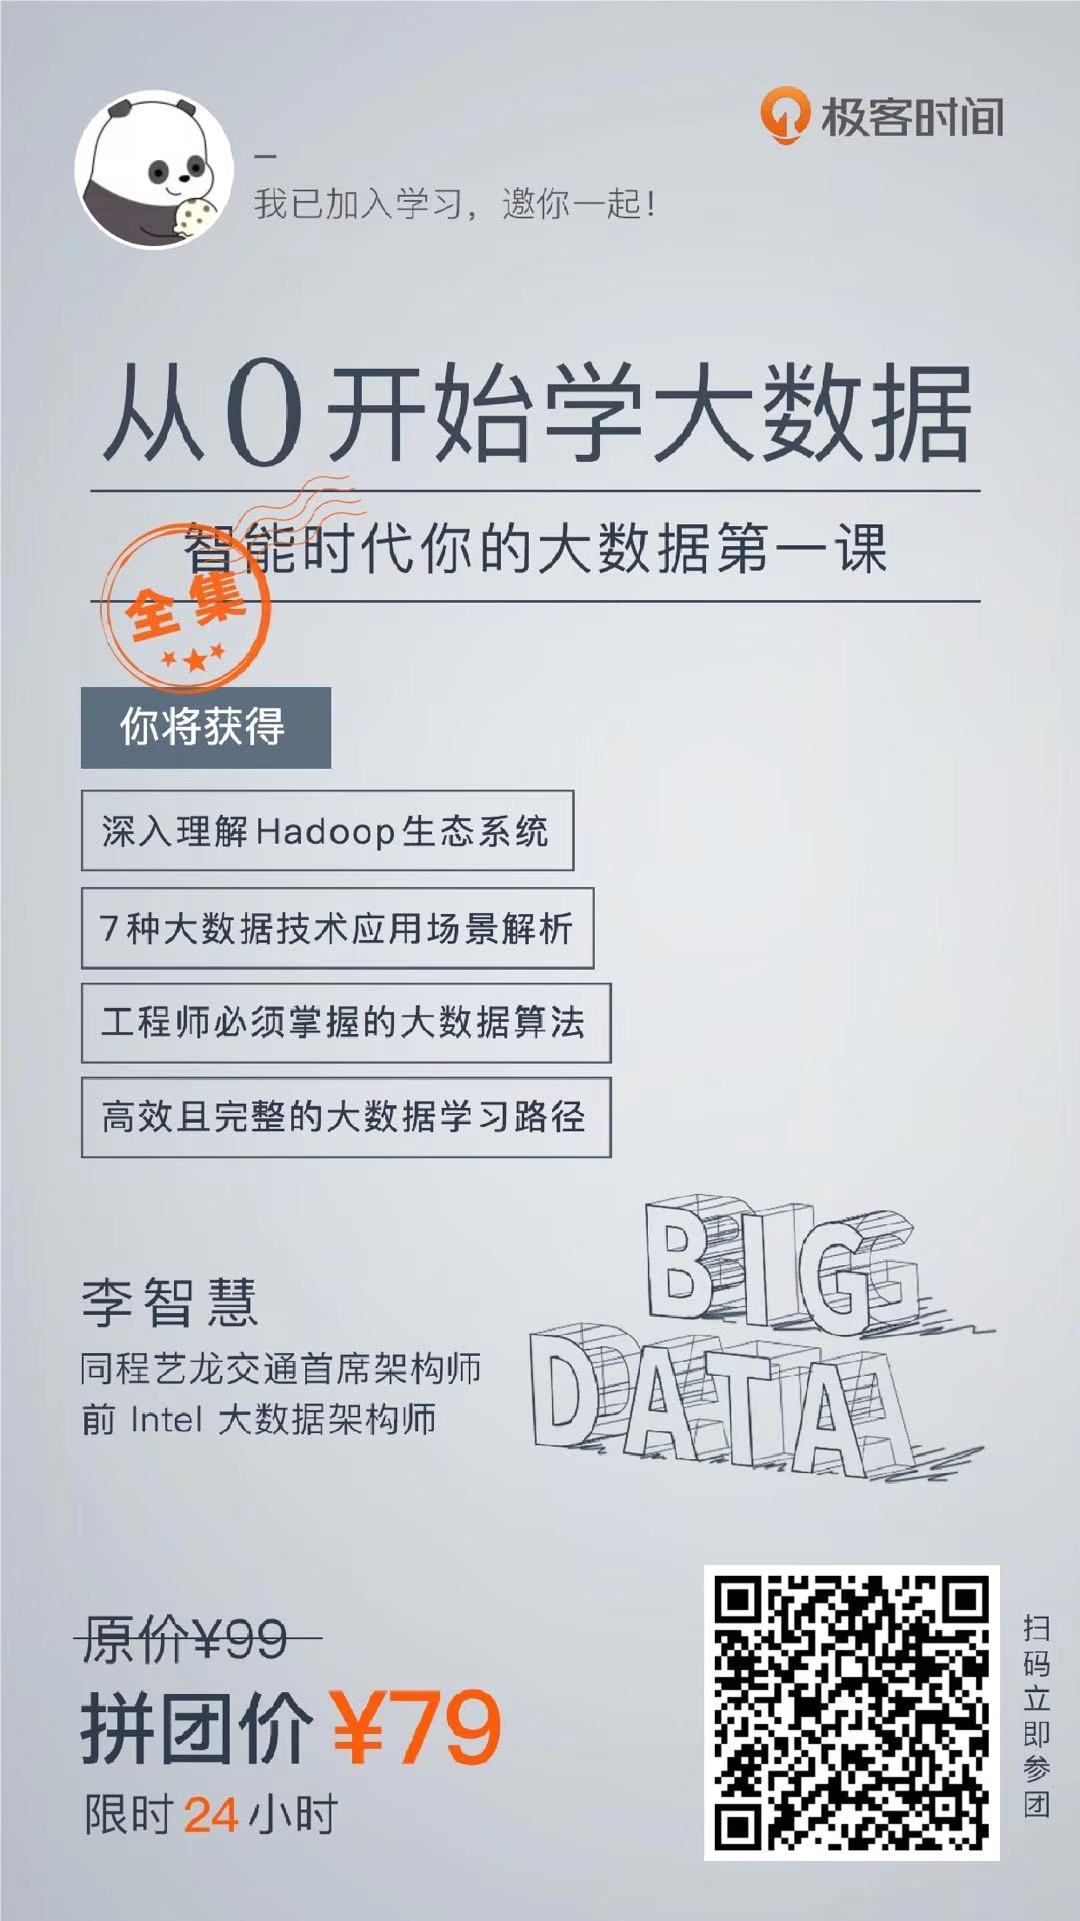 极客时间
–
我已加入学习，邀你一起！
从0开始学大数据
智能时代你的大数据第一课
全集
你将获得
深入理解Hadoop生态系统
7种大数据技术应用场景解析
工程师必须掌握的大数据算法
高效且完整的大数据学习路径
BIG
DATA
李智慧
同程艺龙交通首席架构师
前 Intel 大数据架构师
原价¥99
拼团价¥79
限时24小时
扫码立即参团